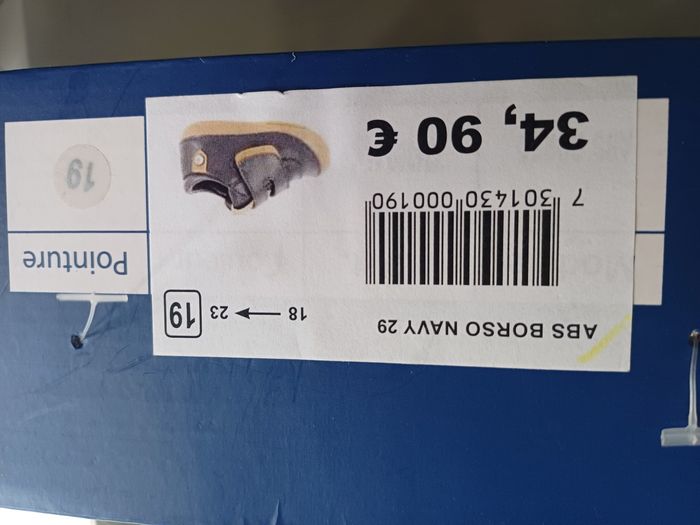 ABS BORSO NAVY 29
18 → 23
19
7 301430 000190
34, 90 €
Pointure
19